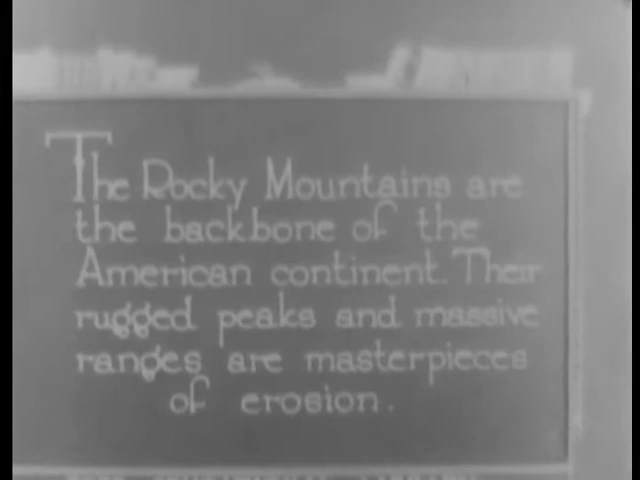 The Rocky Mountains are
the backbone of the
American continent. Their
rugged peaks and massive
ranges are masterpieces
of erosion.